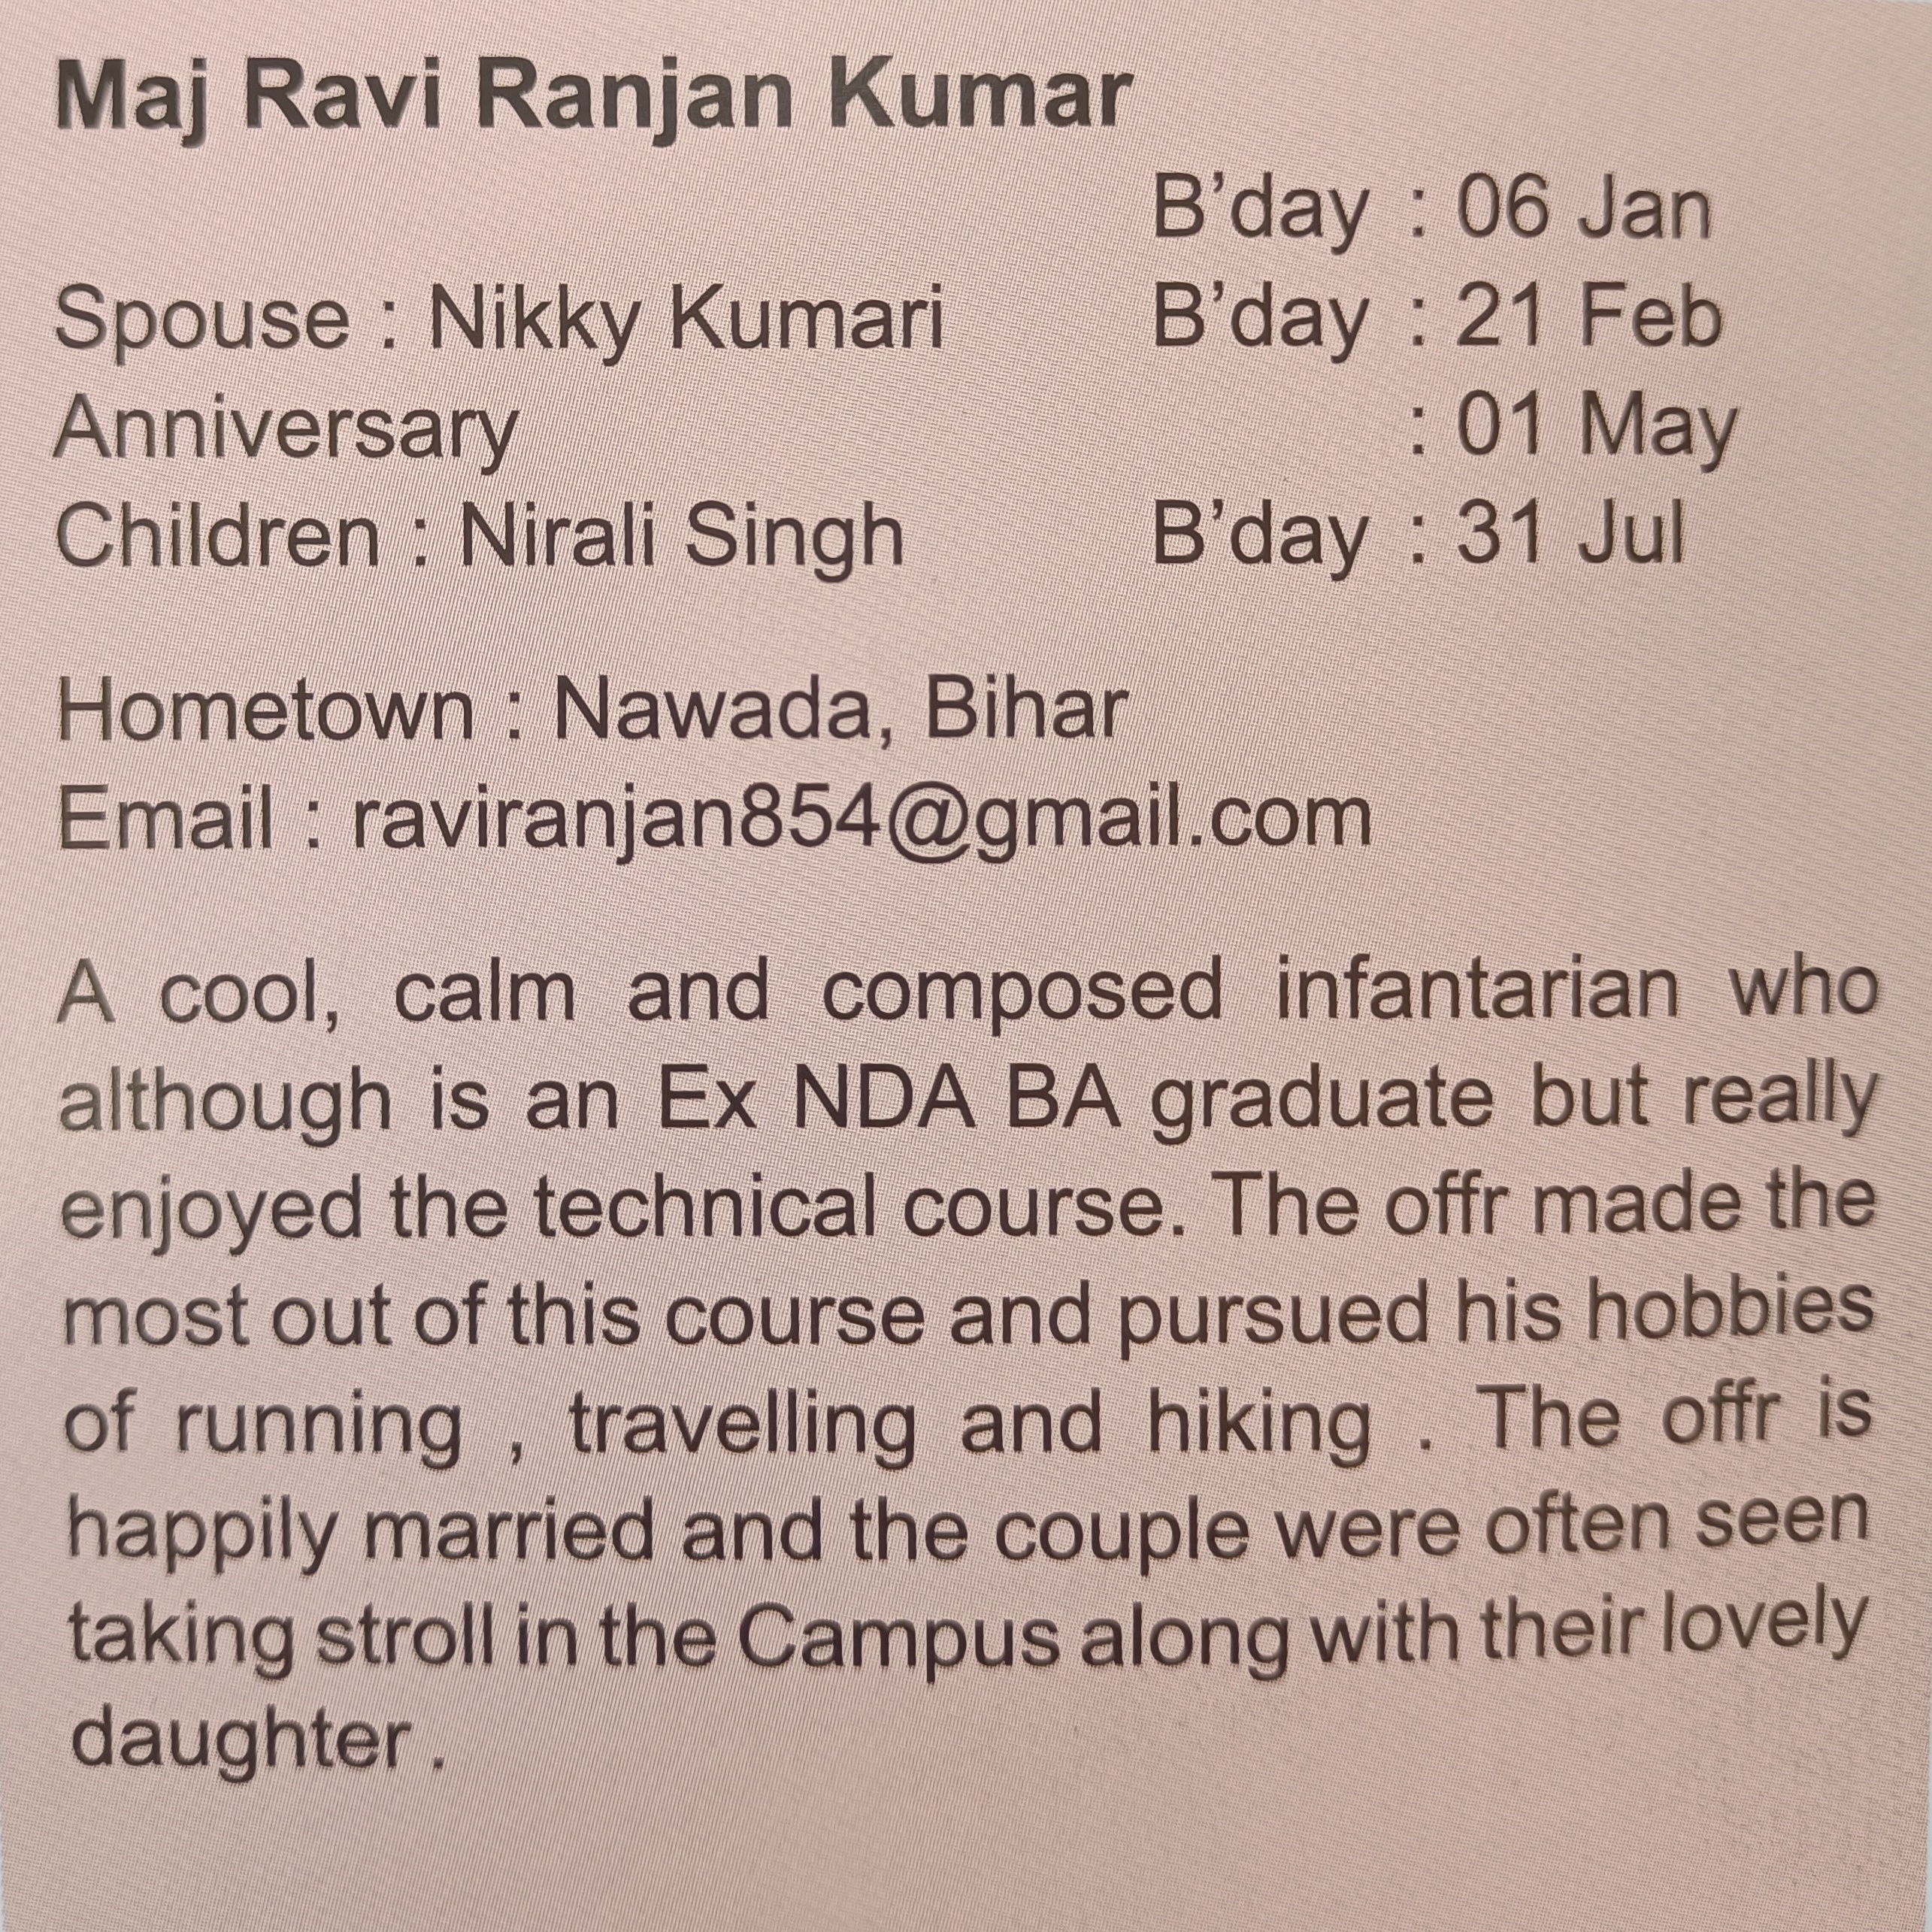 Maj Ravi Ranjan Kumar
B’day : 06 Jan
Spouse : Nikky Kumari B’day : 21 Feb
Anniversary : 01 May
Children : Nirali Singh B’day : 31 Jul
Hometown : Nawada, Bihar
Email : raviranjan854@gmail.com
A cool, calm and composed infantarian who
although is an Ex NDA BA graduate but really
enjoyed the technical course. The offr made the
most out of this course and pursued his hobbies
of running , travelling and hiking . The offr is
happily married and the couple were often seen
taking stroll in the Campus along with their lovely
daughter .